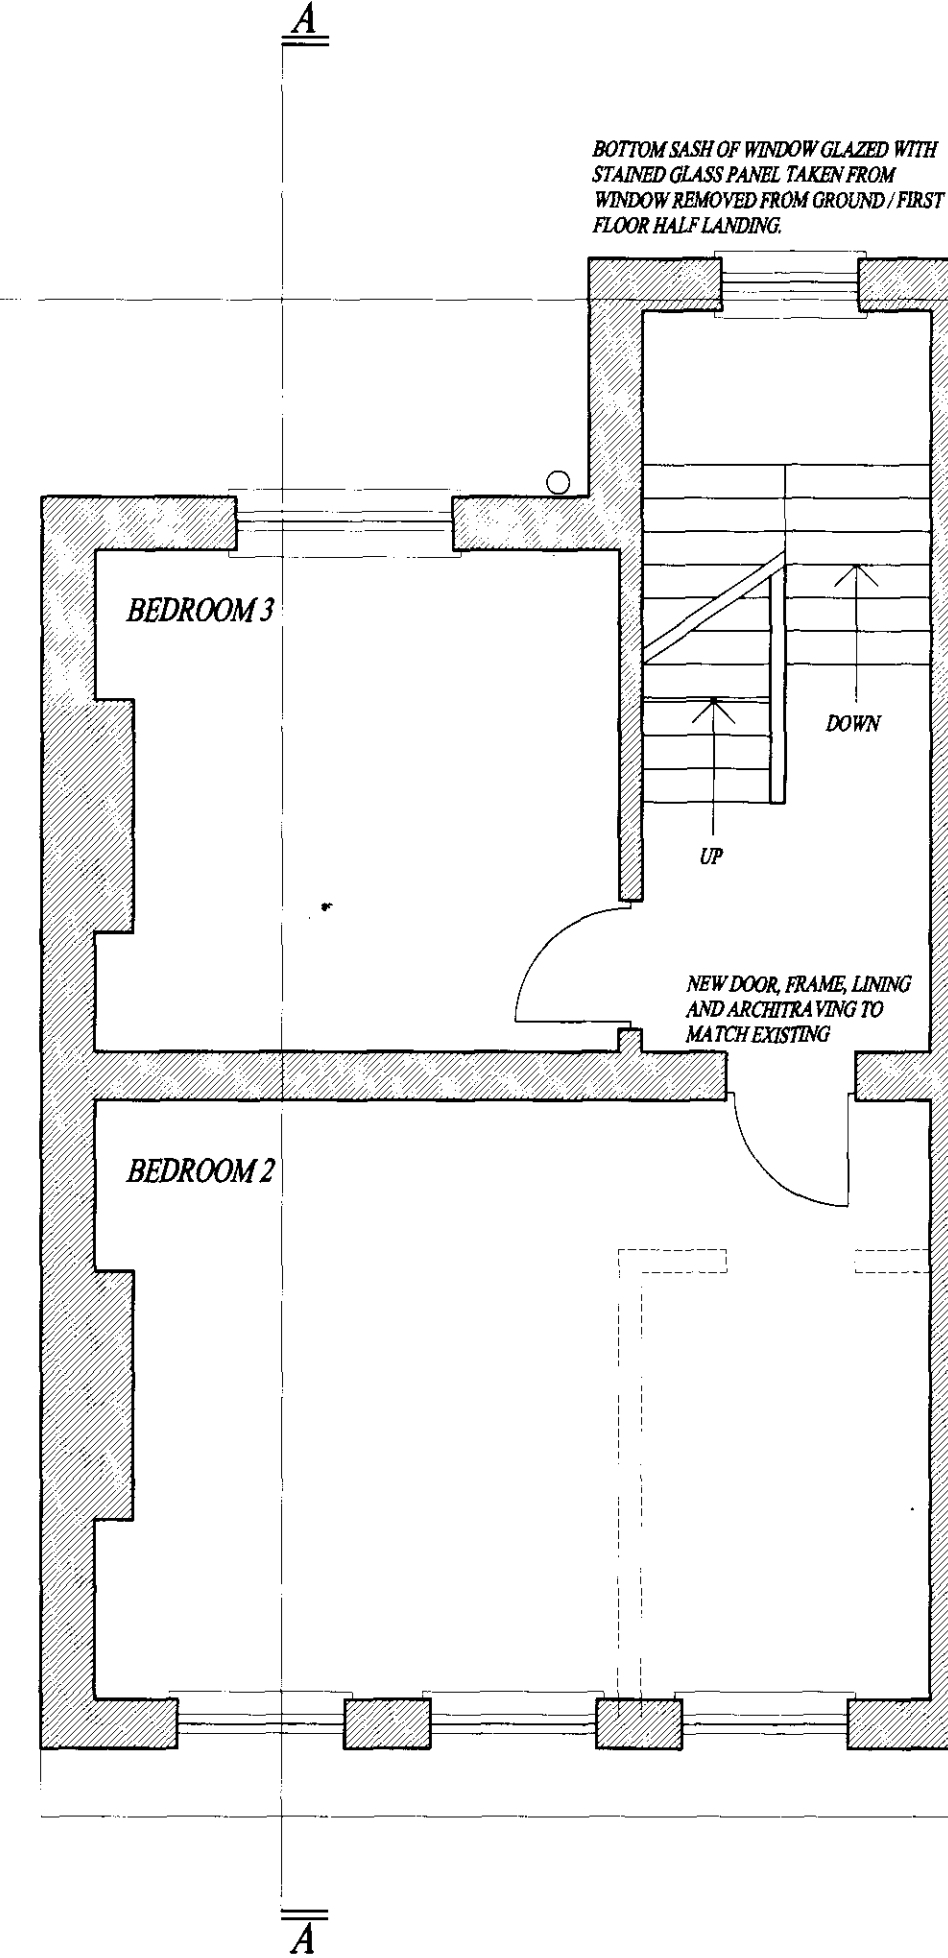 A
BOTTOM SASH OF WINDOW GLAZED WITH
STAINED GLASS PANEL TAKEN FROM
WINDOW REMOVED FROM GROUND / FIRST
FLOOR HALF LANDING.
BEDROOM 3
DOWN
UP
NEW DOOR, FRAME, LINING
AND ARCHITRAVING TO
MATCH EXISTING
BEDROOM 2
A